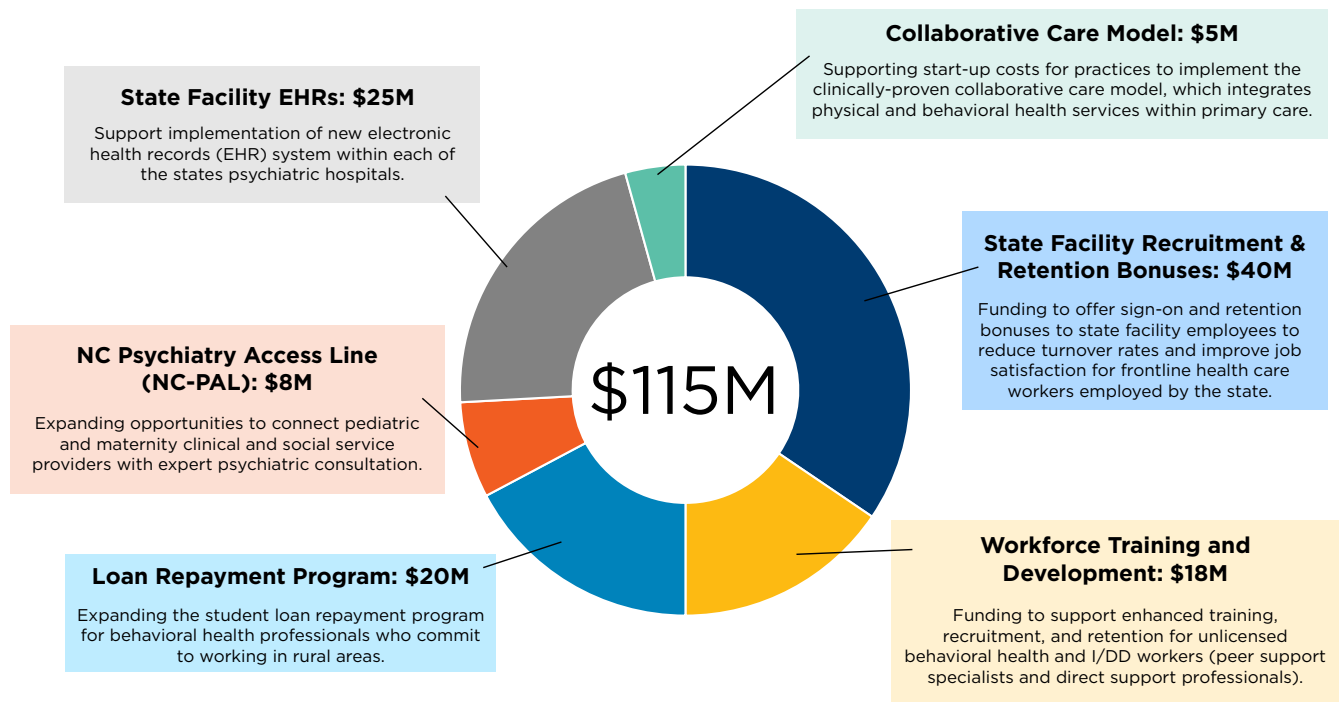 Collaborative Care Model: $5M
Supporting start-up costs for practices to implement the
clinically-proven collaborative care model, which integrates
physical and behavioral health services within primary care.
State Facility EHRs: $25M
Support implementation of new electronic
health records (EHR) system within each of
the states psychiatric hospitals.
State Facility Recruitment &
Retention Bonuses: $40M
Funding to offer sign-on and retention
bonuses to state facility employees to
reduce turnover rates and improve job
satisfaction for frontline health care
workers employed by the state.
NC Psychiatry Access Line
(NC-PAL): $8M
Expanding opportunities to connect pediatric
and maternity clinical and social service
providers with expert psychiatric consultation.
$115M
Loan Repayment Program: $20M
Expanding the student loan repayment program
for behavioral health professionals who commit
to working in rural areas.
Workforce Training and
Development: $18M
Funding to support enhanced training,
recruitment, and retention for unlicensed
behavioral health and I/DD workers (peer support
specialists and direct support professionals).